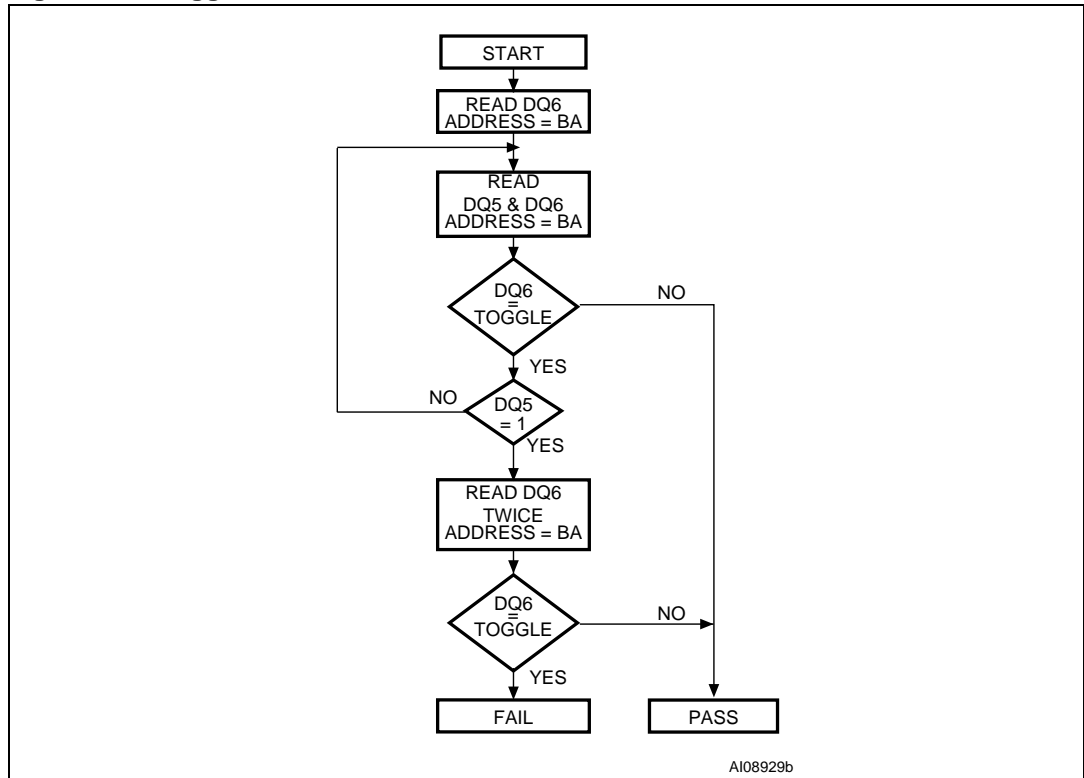 START
READ DQ6
ADDRESS = BA
READ
DQ5 & DQ6
ADDRESS = BA
DQ6
=
TOGGLE
NO
YES
NO
DQ5
= 1
YES
READ DQ6
TWICE
ADDRESS = BA
DQ6
=
TOGGLE
NO
YES
FAIL
PASS
AI08929b